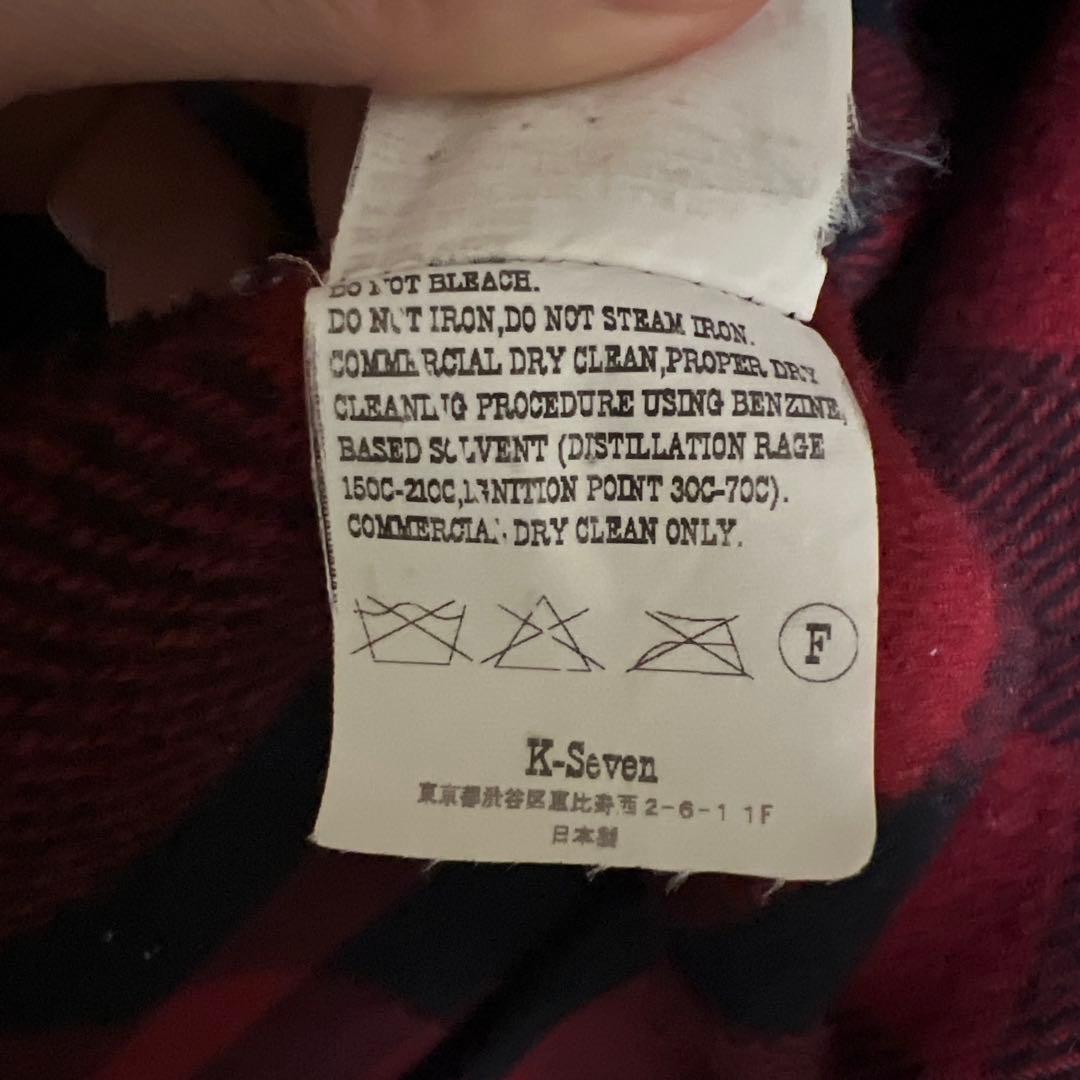 DO NOT BLEACH.
DO NOT IRON,DO NOT STEAM IRON.
COMMERCIAL DRY CLEAN,PROPER DRY
CLEANING PROCEDURE USING BENZINE,
BASED SOLVENT (DISTILLATION RAGE
150C-210C,IGNITION POINT 30C-70C).
COMMERCIAL DRY CLEAN ONLY.
F
K-Seven
東京都渋谷区恵比寿西2-6-1 1F
日本製